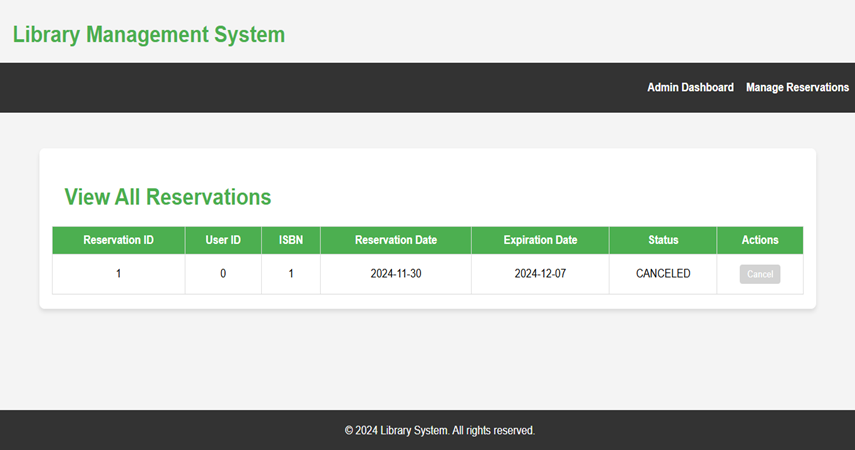 Library Management System
Admin Dashboard Manage Reservations
View All Reservations
Reservation ID User ID ISBN Reservation Date Expiration Date Status Actions
1 0 1 2024-11-30 2024-12-07 CANCELED Cancel
© 2024 Library System. All rights reserved.